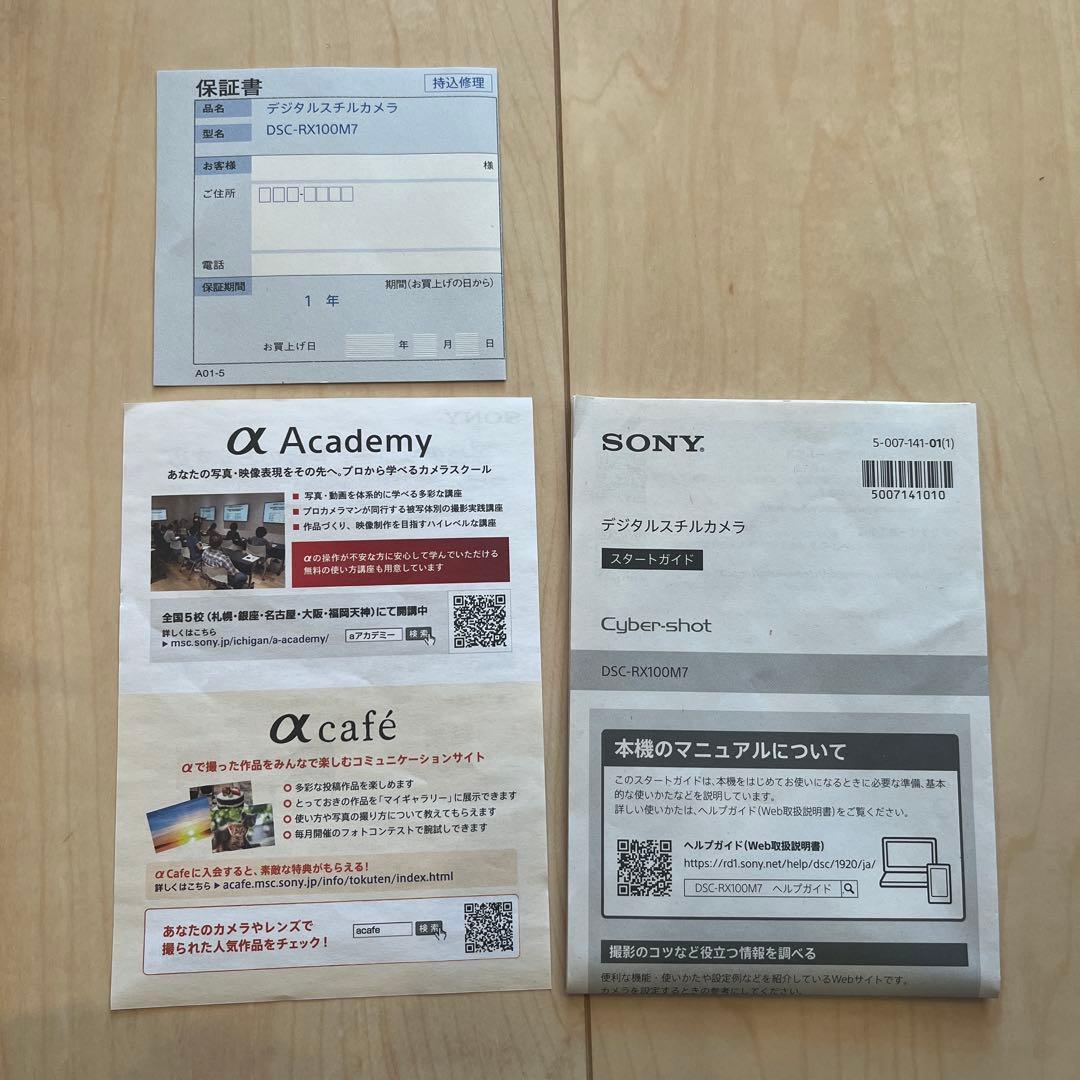 保証書
持込修理
品名 デジタルスチルカメラ
型名 DSC-RX100M7
お客様 様
ご住所
電話
保証期間 期間(お買上げの日から)
1 年
お買上げ日 年 月 日
A01-5
α Academy
あなたの写真・映像表現をその先へ。プロから学べるカメラスクール
■ 写真・動画を体系的に学べる多彩な講座
■ プロカメラマンが同行する被写体別の撮影実践講座
■ 作品づくり、映像制作を目指すハイレベルな講座
αの操作が不安な方に安心して学んでいただける
無料の使い方講座も用意しています
全国5校(札幌・銀座・名古屋・大阪・福岡天神)にて開講中
詳しくはこちら
▶ msc.sony.jp/ichigan/a-academy/ aアカデミー 検索
α café
αで撮った作品をみんなで楽しむコミュニケーションサイト
○ 多彩な投稿作品を楽しめます
○ とっておきの作品を「マイギャラリー」に展示できます
○ 使い方や写真の撮り方について教えてもらえます
○ 毎月開催のフォトコンテストで腕試しできます
α Cafeに入会すると、素敵な特典がもらえる!
詳しくはこちら ▶ acafe.msc.sony.jp/info/tokuten/index.html
あなたのカメラやレンズで
撮られた人気作品をチェック!
acafe 検索
SONY®
5-007-141-01(1)
5007141010
デジタルスチルカメラ
スタートガイド
Cyber-shot
DSC-RX100M7
本機のマニュアルについて
このスタートガイドは、本機をはじめてお使いになるときに必要な準備、基本
的な使いかたなどを説明しています。
詳しい使いかたは、ヘルプガイド(Web取扱説明書)をご覧ください。
ヘルプガイド(Web取扱説明書)
https://rd1.sony.net/help/dsc/1920/ja/
DSC-RX100M7 ヘルプガイド
撮影のコツなど役立つ情報を調べる
便利な機能・使いかたや設定例などを紹介しているWebサイトです。
カメラを設定するときの参考にしてください。